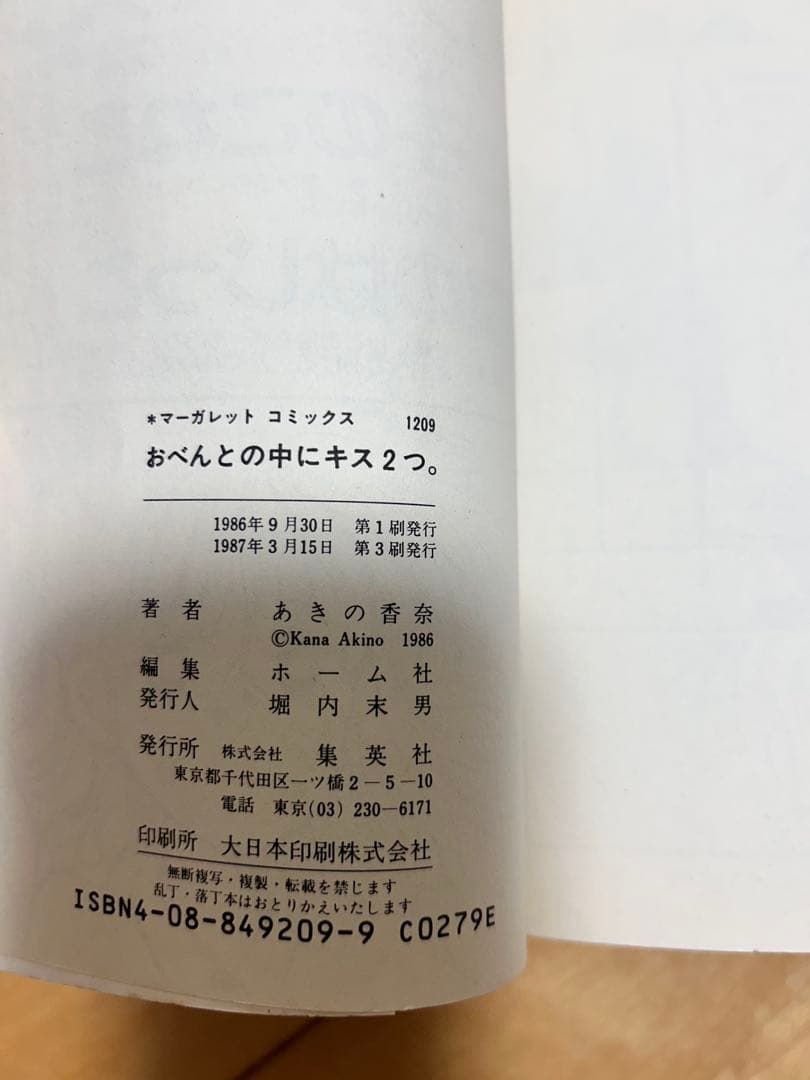 *マーガレット コミックス 1209
おべんとの中にキス2つ。
1986年9月30日 第1刷発行
1987年3月15日 第3刷発行
著者 あきの香奈
©Kana Akino 1986
編集 ホーム社
発行人 堀内末男
発行所 株式会社 集英社
東京都千代田区一ツ橋2-5-10
電話 東京(03) 230-6171
印刷所 大日本印刷株式会社
無断複写・複製・転載を禁じます
乱丁・落丁本はおとりかえいたします
ISBN4-08-849209-9 C0279E